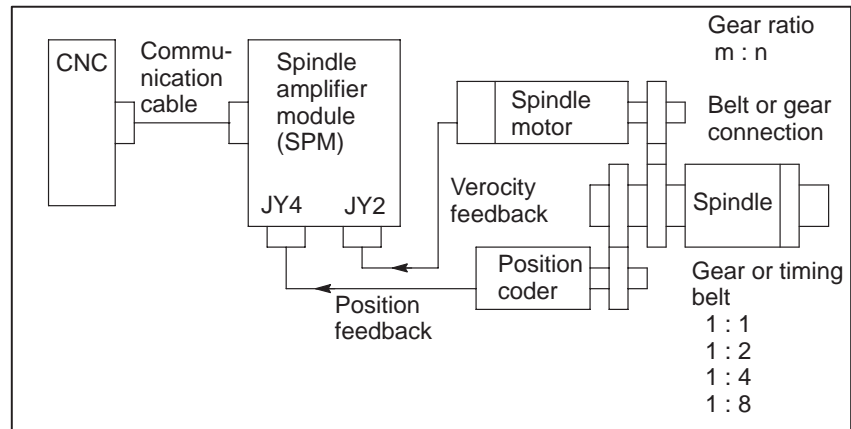 CNC
Commu-
nication
cable
Spindle
amplifier
module
(SPM)
JY4
JY2
Spindle
motor
Gear ratio
m : n
Belt or gear
connection
Verocity
feedback
Spindle
Position
coder
Position
feedback
Gear or timing
belt
1 : 1
1 : 2
1 : 4
1 : 8